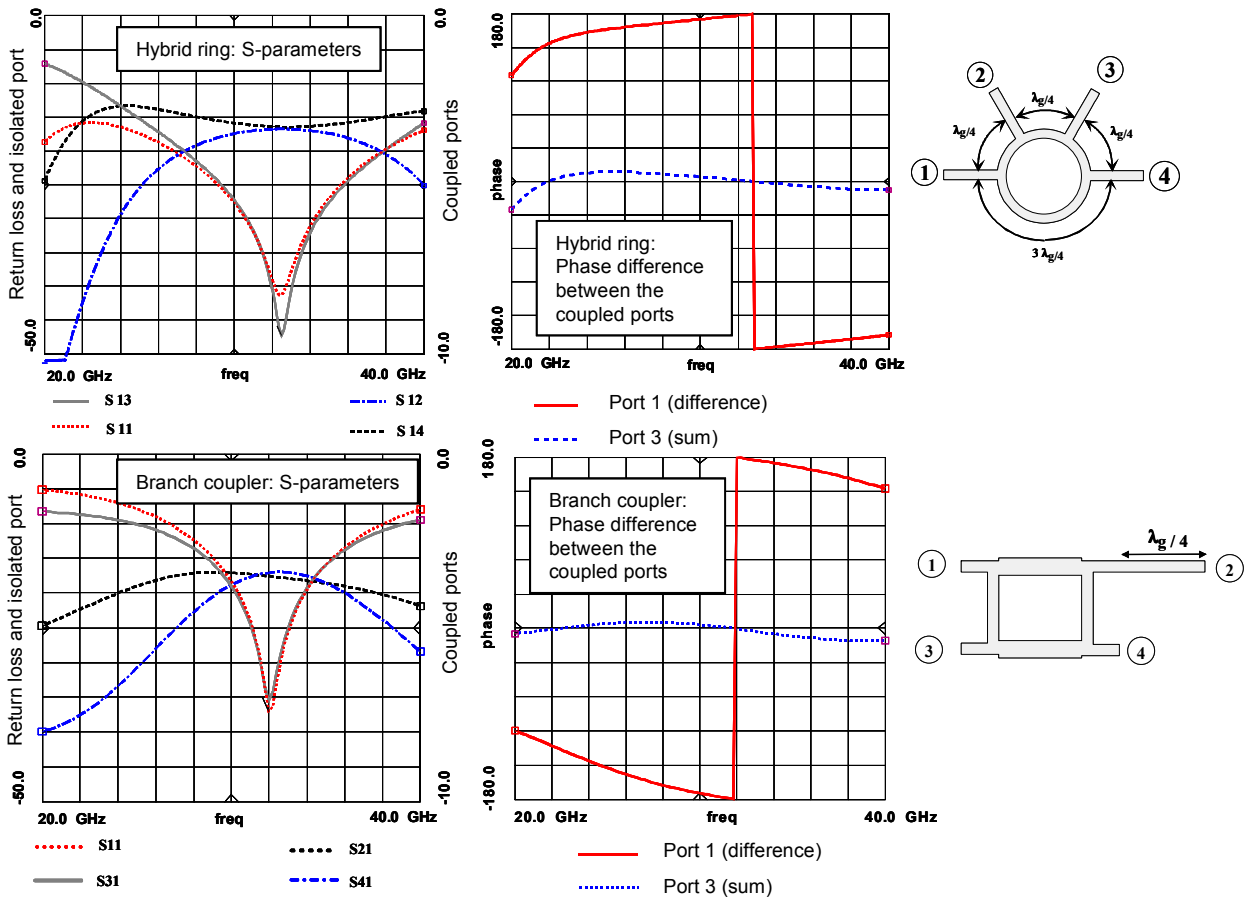 0.0
Hybrid ring: S-parameters
0.0
Return loss and isolated port
Coupled ports
-50.0
-10.0
20.0 GHz
freq
40.0 GHz
S 13
S 12
S 11
S 14
180.0
phase
Hybrid ring:
Phase difference
between the
coupled ports
-180.0
20.0 GHz
freq
40.0 GHz
Port 1 (difference)
Port 3 (sum)
2
3
λg/4
λg/4
λg/4
1
4
3 λg/4
0.0
Branch coupler: S-parameters
0.0
Return loss and isolated port
Coupled ports
-50.0
-10.0
20.0 GHz
freq
40.0 GHz
S11
S21
S31
S41
180.0
phase
Branch coupler:
Phase difference
between the
coupled ports
-180.0
20.0 GHz
freq
40.0 GHz
Port 1 (difference)
Port 3 (sum)
λg / 4
1
2
3
4